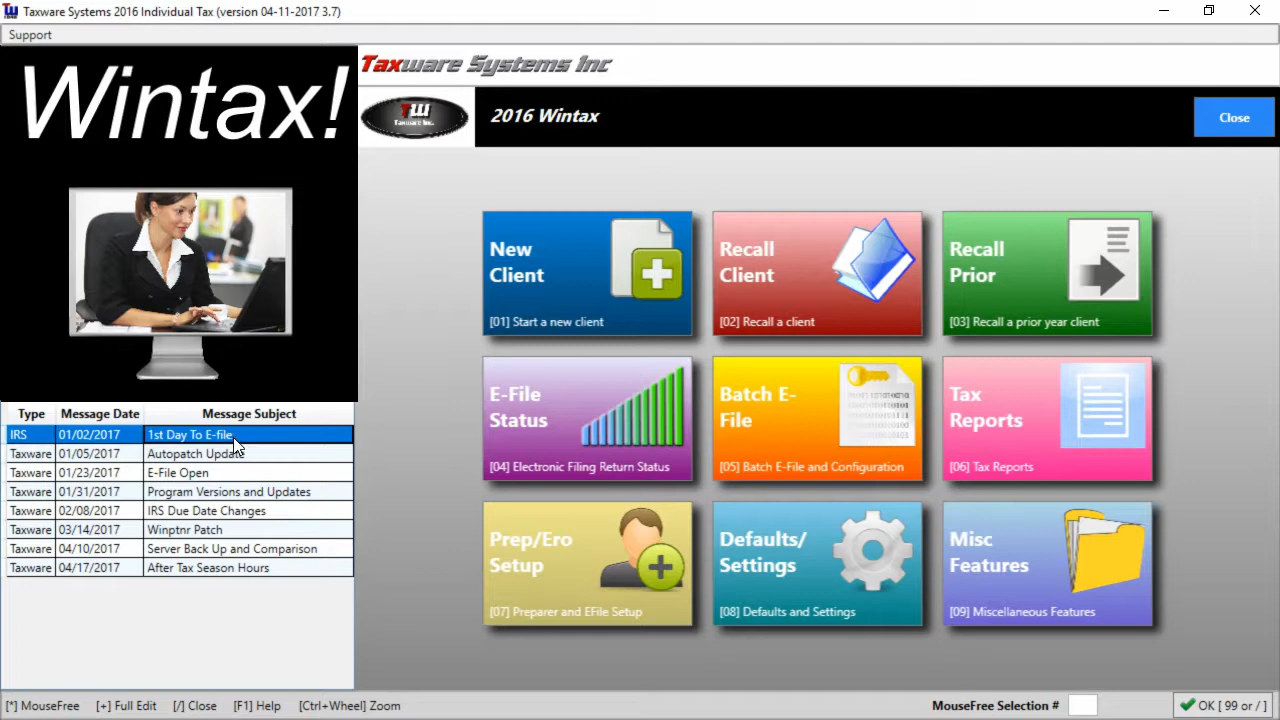 Taxware Systems 2016 Individual Tax (version 04-11-2017 3.7)
Support
Wintax!
Taxware Systems Inc
TW
Taxware Inc.
2016 Wintax
Close
New
Client
[01] Start a new client
Recall
Client
[02] Recall a client
Recall
Prior
[03] Recall a prior year client
E-File
Status
[04] Electronic Filing Return Status
Batch E-
File
[05] Batch E-File and Configuration
Tax
Reports
[06] Tax Reports
Prep/Ero
Setup
[07] Preparer and EFile Setup
Defaults/
Settings
[08] Defaults and Settings
Misc
Features
[09] Miscellaneous Features
Type Message Date Message Subject
IRS 01/02/2017 1st Day To E-file
Taxware 01/05/2017 Autopatch Update
Taxware 01/23/2017 E-File Open
Taxware 01/31/2017 Program Versions and Updates
Taxware 02/08/2017 IRS Due Date Changes
Taxware 03/14/2017 Winptnr Patch
Taxware 04/10/2017 Server Back Up and Comparison
Taxware 04/17/2017 After Tax Season Hours
[*] MouseFree [+] Full Edit [/] Close [F1] Help [Ctrl+Wheel] Zoom MouseFree Selection # OK [ 99 or / ]